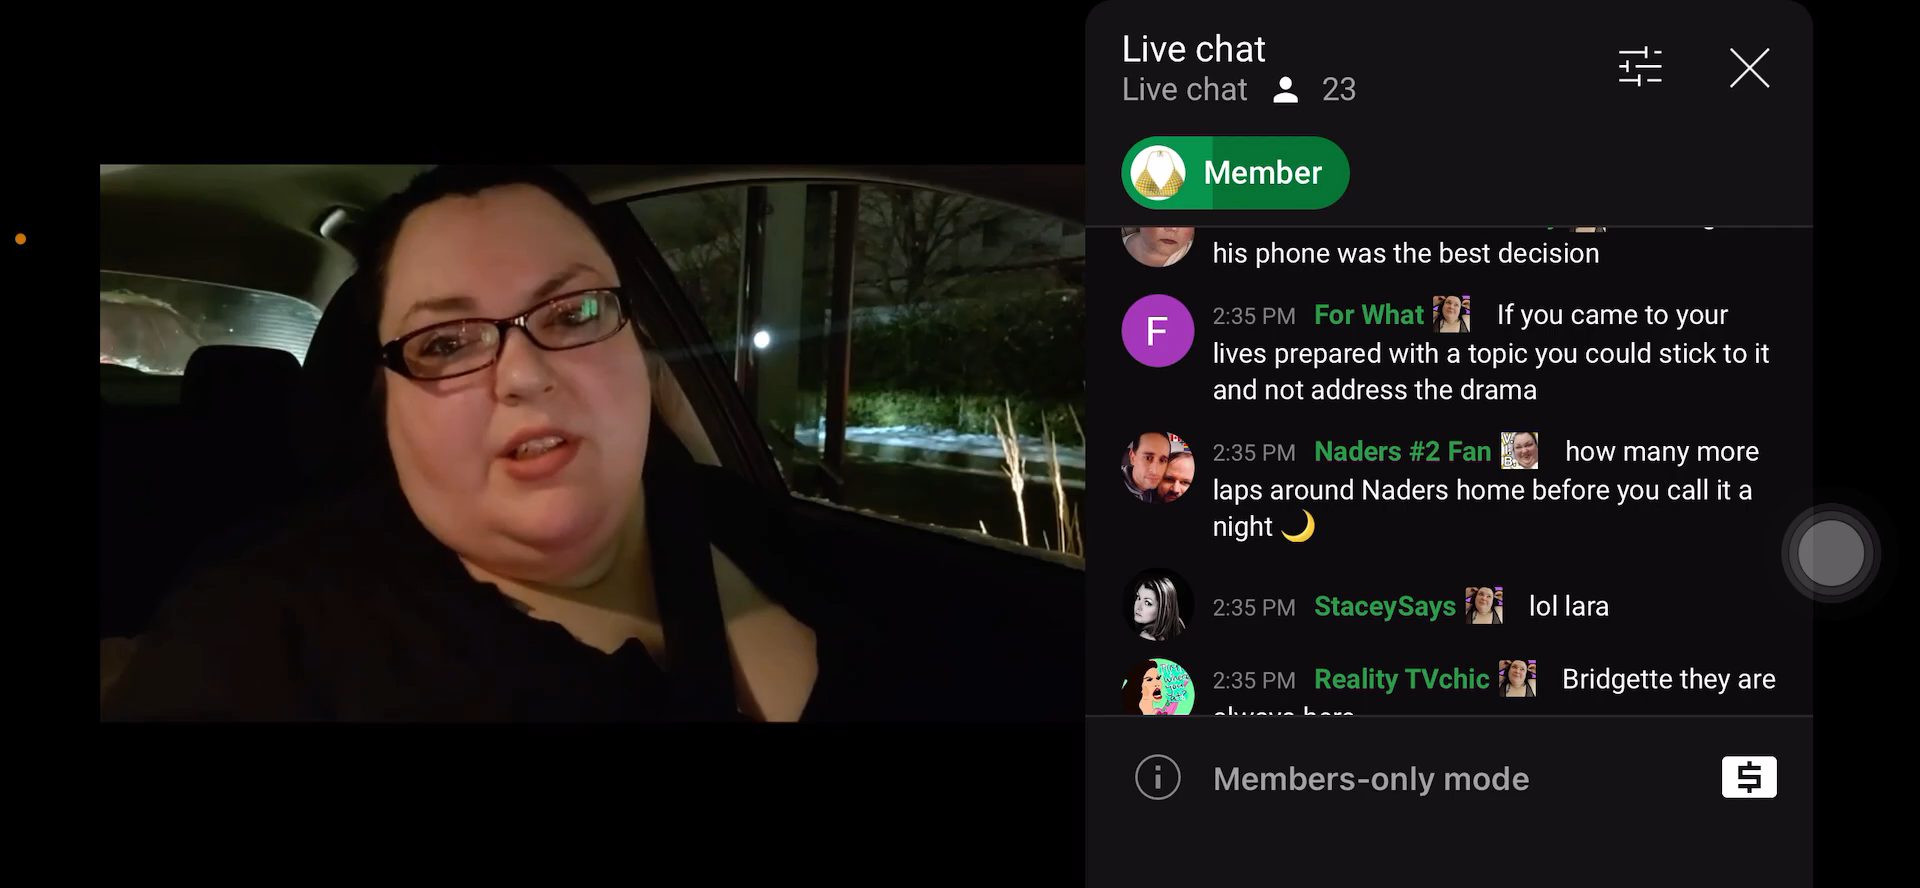 Live chat
Live chat 23
Member
his phone was the best decision
F
2:35 PM For What If you came to your
lives prepared with a topic you could stick to it
and not address the drama
2:35 PM Naders #2 Fan how many more
laps around Naders home before you call it a
night 🌙
2:35 PM StaceySays lol lara
2:35 PM Reality TVchic Bridgette they are
always here
Members-only mode
$